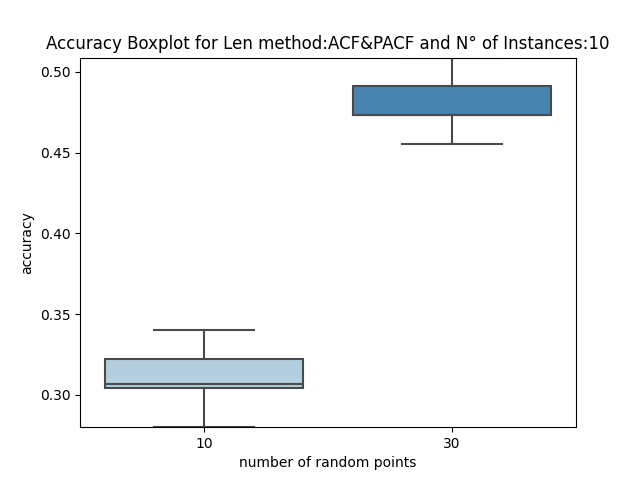 Accuracy Boxplot for Len method:ACF&PACF and N° of Instances:10
0.50
0.45
0.40
0.35
0.30
accuracy
10 30
number of random points